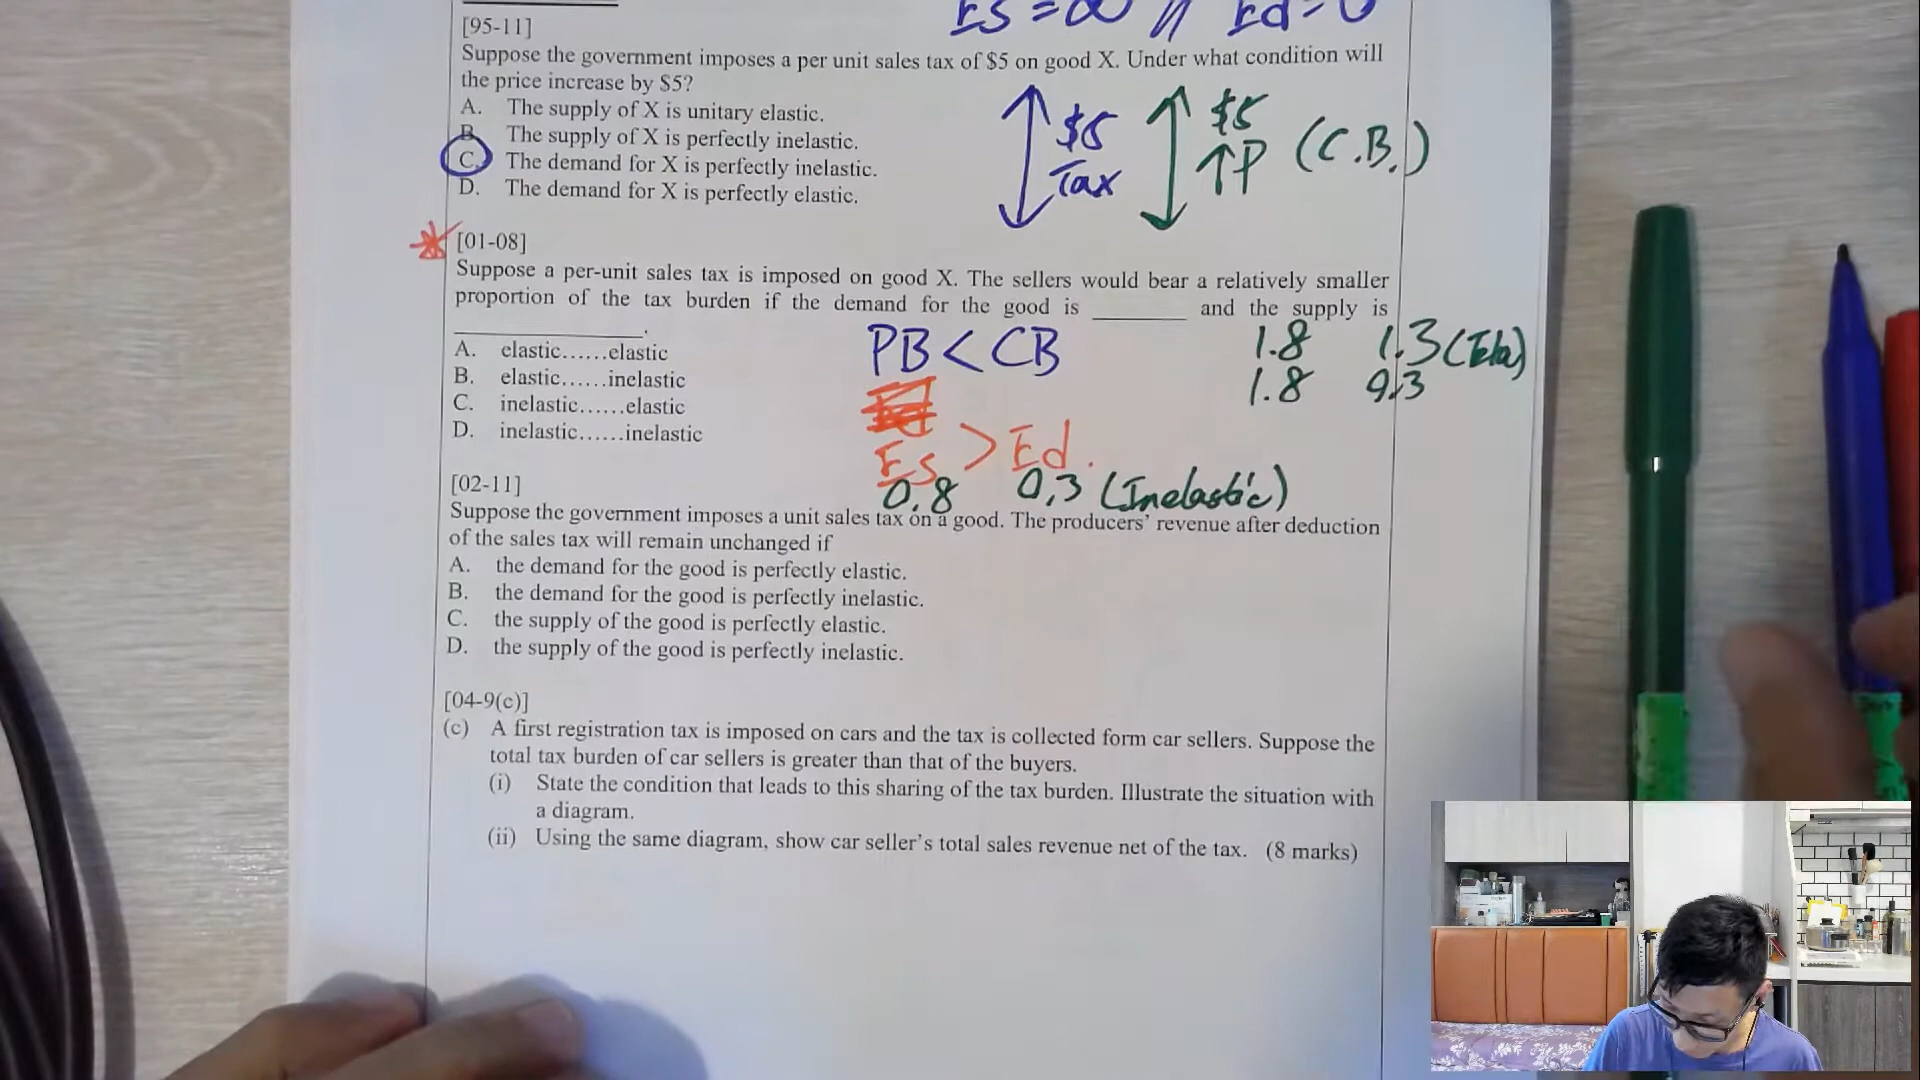 Es = ∞ // Ed = 0
[95-11]
Suppose the government imposes a per unit sales tax of $5 on good X. Under what condition will
the price increase by $5?
A. The supply of X is unitary elastic.
B. The supply of X is perfectly inelastic.
C. The demand for X is perfectly inelastic.
D. The demand for X is perfectly elastic.
$5 Tax
$5 ↑P (C.B.)
[01-08]
Suppose a per-unit sales tax is imposed on good X. The sellers would bear a relatively smaller
proportion of the tax burden if the demand for the good is ________ and the supply is
________________.
A. elastic……elastic
B. elastic……inelastic
C. inelastic……elastic
D. inelastic……inelastic
PB < CB
Es > Ed.
0.8 0.3 (Inelastic)
1.8 1.3 (Ela)
1.8 0.3
[02-11]
Suppose the government imposes a unit sales tax on a good. The producers' revenue after deduction
of the sales tax will remain unchanged if
A. the demand for the good is perfectly elastic.
B. the demand for the good is perfectly inelastic.
C. the supply of the good is perfectly elastic.
D. the supply of the good is perfectly inelastic.
[04-9(c)]
(c) A first registration tax is imposed on cars and the tax is collected form car sellers. Suppose the
total tax burden of car sellers is greater than that of the buyers.
(i) State the condition that leads to this sharing of the tax burden. Illustrate the situation with
a diagram.
(ii) Using the same diagram, show car seller's total sales revenue net of the tax. (8 marks)